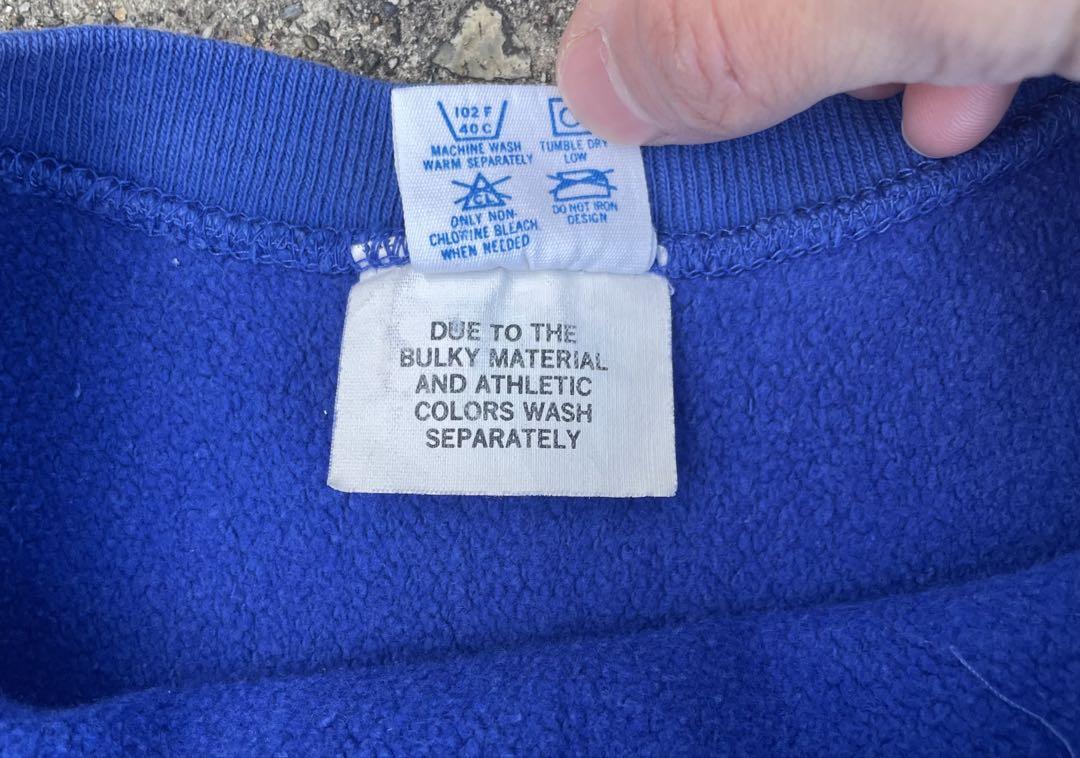 102 F
40 C
MACHINE WASH
WARM SEPARATELY
TUMBLE DRY
LOW
CL
ONLY NON-
CHLORINE BLEACH
WHEN NEEDED
DO NOT IRON
DESIGN
DUE TO THE
BULKY MATERIAL
AND ATHLETIC
COLORS WASH
SEPARATELY